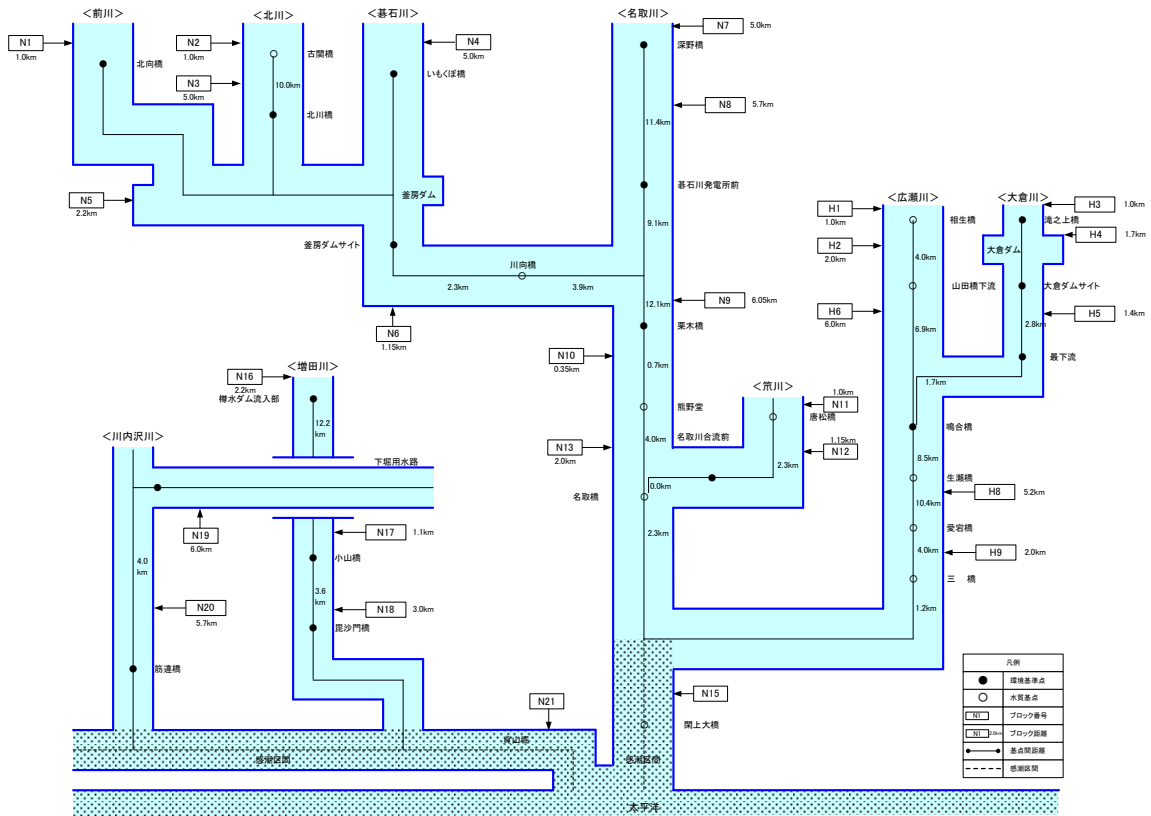 ＜前川＞
N1
1.0km
北向橋
＜北川＞
N2
1.0km
古関橋
N3
5.0km
10.0km
北川橋
＜碁石川＞
N4
5.0km
いもくぼ橋
N5
2.2km
釜房ダム
釜房ダムサイト
川向橋
2.3km
3.9km
N6
1.15km
＜名取川＞
N7
5.0km
深野橋
N8
5.7km
11.4km
碁石川発電所前
9.1km
12.1km
N9
6.05km
栗木橋
N10
0.35km
0.7km
熊野堂
4.0km
名取川合流前
N13
2.0km
名取橋
0.0km
2.3km
＜笊川＞
1.0km
N11
唐松橋
1.15km
N12
2.3km
＜広瀬川＞
H1
1.0km
相生橋
H2
2.0km
4.0km
山田橋下流
H6
6.0km
6.9km
＜大倉川＞
H3
1.0km
滝之上橋
H4
1.7km
大倉ダム
大倉ダムサイト
H5
1.4km
2.8km
最下流
1.7km
鳴合橋
8.5km
生瀬橋
H8
5.2km
10.4km
愛宕橋
4.0km
H9
2.0km
三　橋
1.2km
＜増田川＞
N16
2.2km
樽水ダム流入部
12.2
km
＜川内沢川＞
下堀用水路
N19
6.0km
N17
1.1km
小山橋
4.0
km
3.6
km
N20
5.7km
N18
3.0km
毘沙門橋
筋違橋
N21
貞山堀
感潮区間
N15
閖上大橋
感潮区間
太平洋
凡例
環境基準点
水質基点
N1
ブロック番号
N1
2.0km
ブロック距離
基点間距離
感潮区間